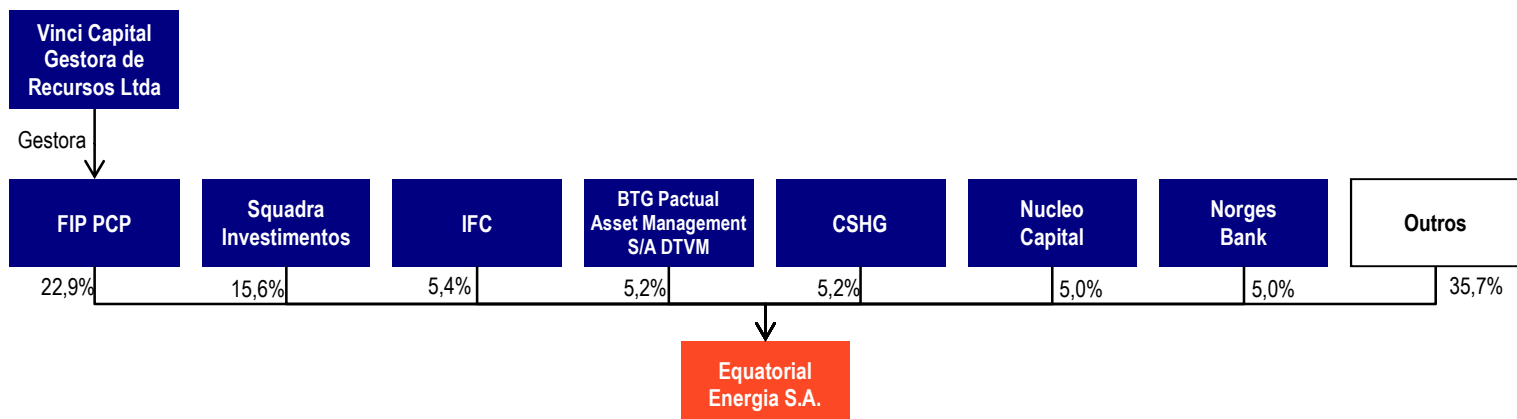 Vinci Capital
Gestora de
Recursos Ltda
Gestora
FIP PCP
Squadra
Investimentos
IFC
BTG Pactual
Asset Management
S/A DTVM
CSHG
Nucleo
Capital
Norges
Bank
Outros
22,9%
15,6%
5,4%
5,2%
5,2%
5,0%
5,0%
35,7%
Equatorial
Energia S.A.